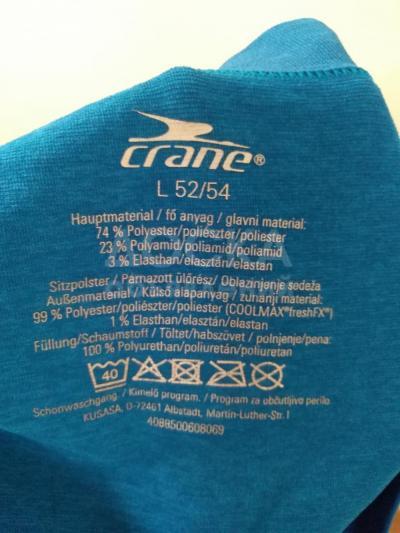 crane®
L 52/54
Hauptmaterial / fő anyag / glavni material:
74 % Polyester/poliészter/poliester
23 % Polyamid/poliamid/poliamid
3 % Elasthan/elasztán/elastan
Sitzpolster / Párnázott ülőrész / Oblazinjenje sedeža
Außenmaterial / Külső alapanyag / zunanji material:
99 % Polyester/poliészter/poliester (COOLMAX®freshFX®)
1 % Elasthan/elasztán/elastan
Füllung/Schaumstoff / Töltet/habszövet / polnjenje/pena:
100 % Polyurethan/poliuretán/poliuretan
40
Schonwaschgang. / Kímélő program. / Program za občutljivo perilo.
KUSASA, D-72461 Albstadt, Martin-Luther-Str. 1
4088500608069